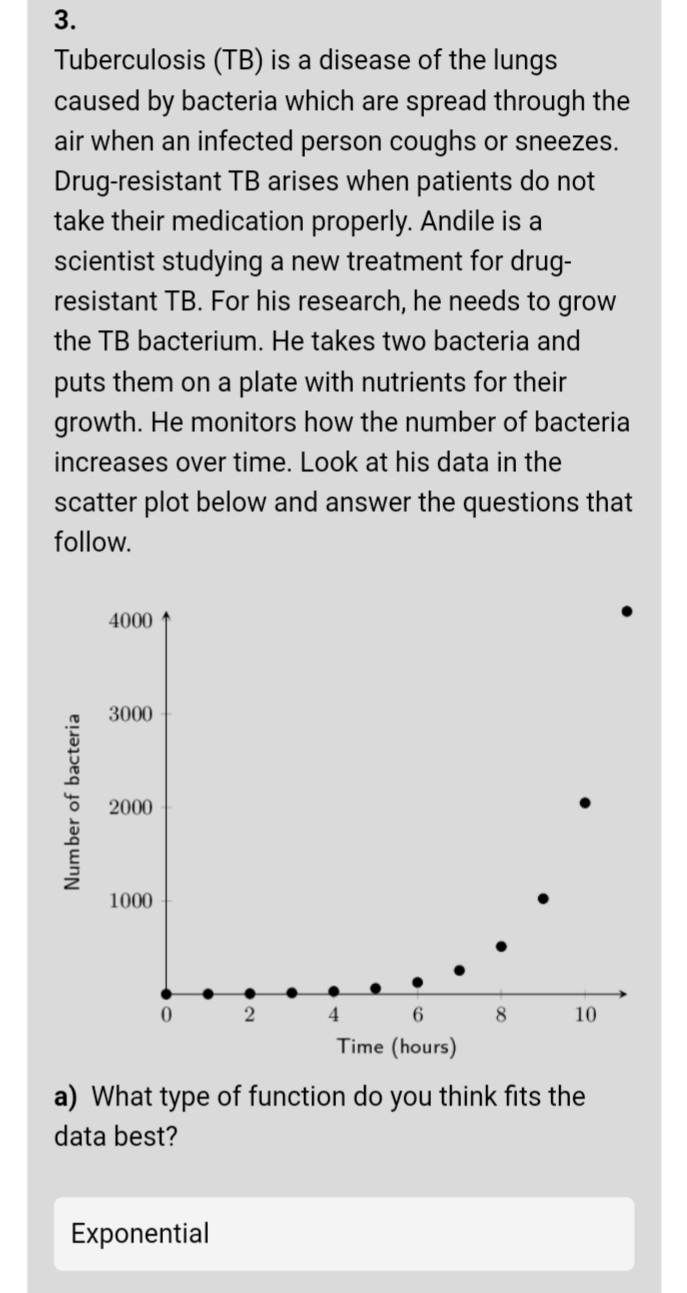 3.
Tuberculosis (TB) is a disease of the lungs
caused by bacteria which are spread through the
air when an infected person coughs or sneezes.
Drug-resistant TB arises when patients do not
take their medication properly. Andile is a
scientist studying a new treatment for drug-
resistant TB. For his research, he needs to grow
the TB bacterium. He takes two bacteria and
puts them on a plate with nutrients for their
growth. He monitors how the number of bacteria
increases over time. Look at his data in the
scatter plot below and answer the questions that
follow.
4000
3000
2000
1000
Number of bacteria
0 2 4 6 8 10
Time (hours)
a) What type of function do you think fits the
data best?
Exponential